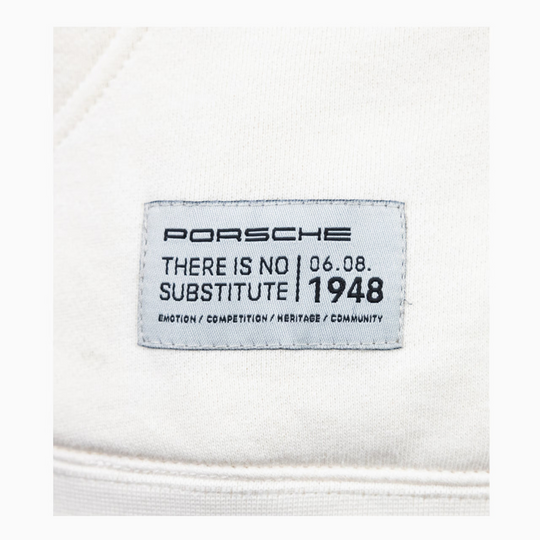 PORSCHE
THERE IS NO
SUBSTITUTE
06.08.
1948
EMOTION / COMPETITION / HERITAGE / COMMUNITY